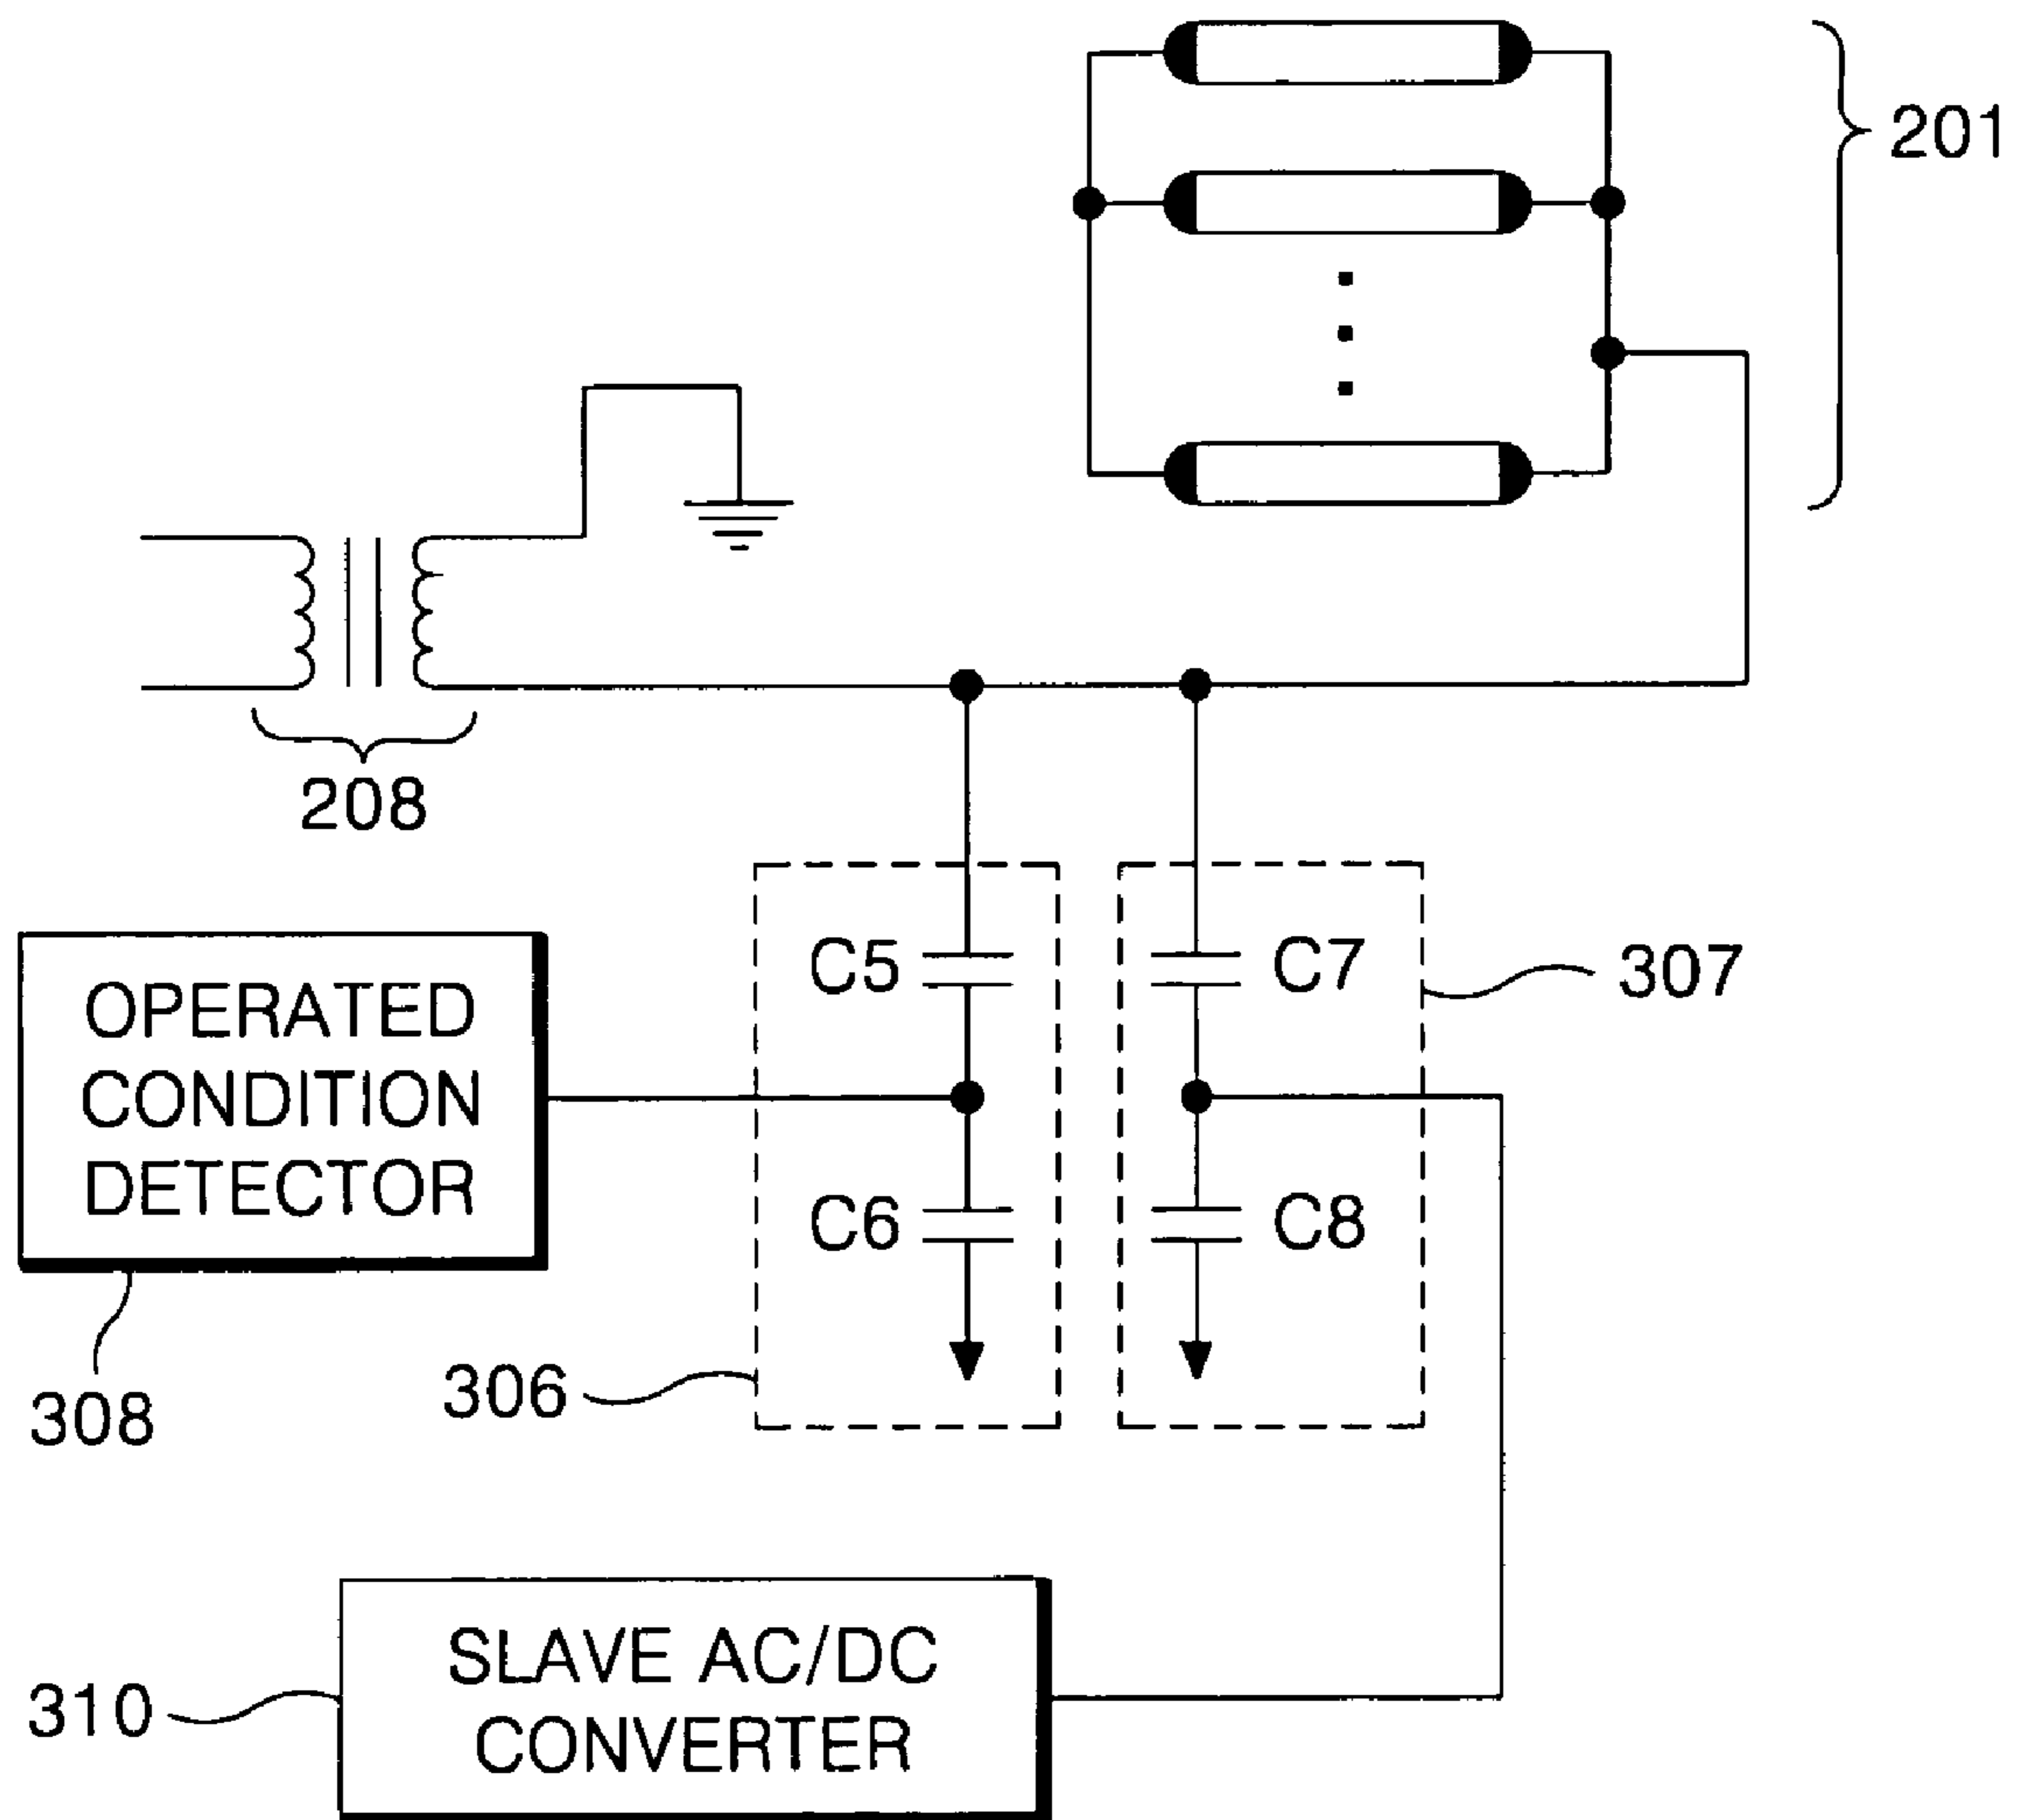 201
208
C5
C7
307
OPERATED
CONDITION
DETECTOR
C6
C8
306
308
SLAVE AC/DC
CONVERTER
310